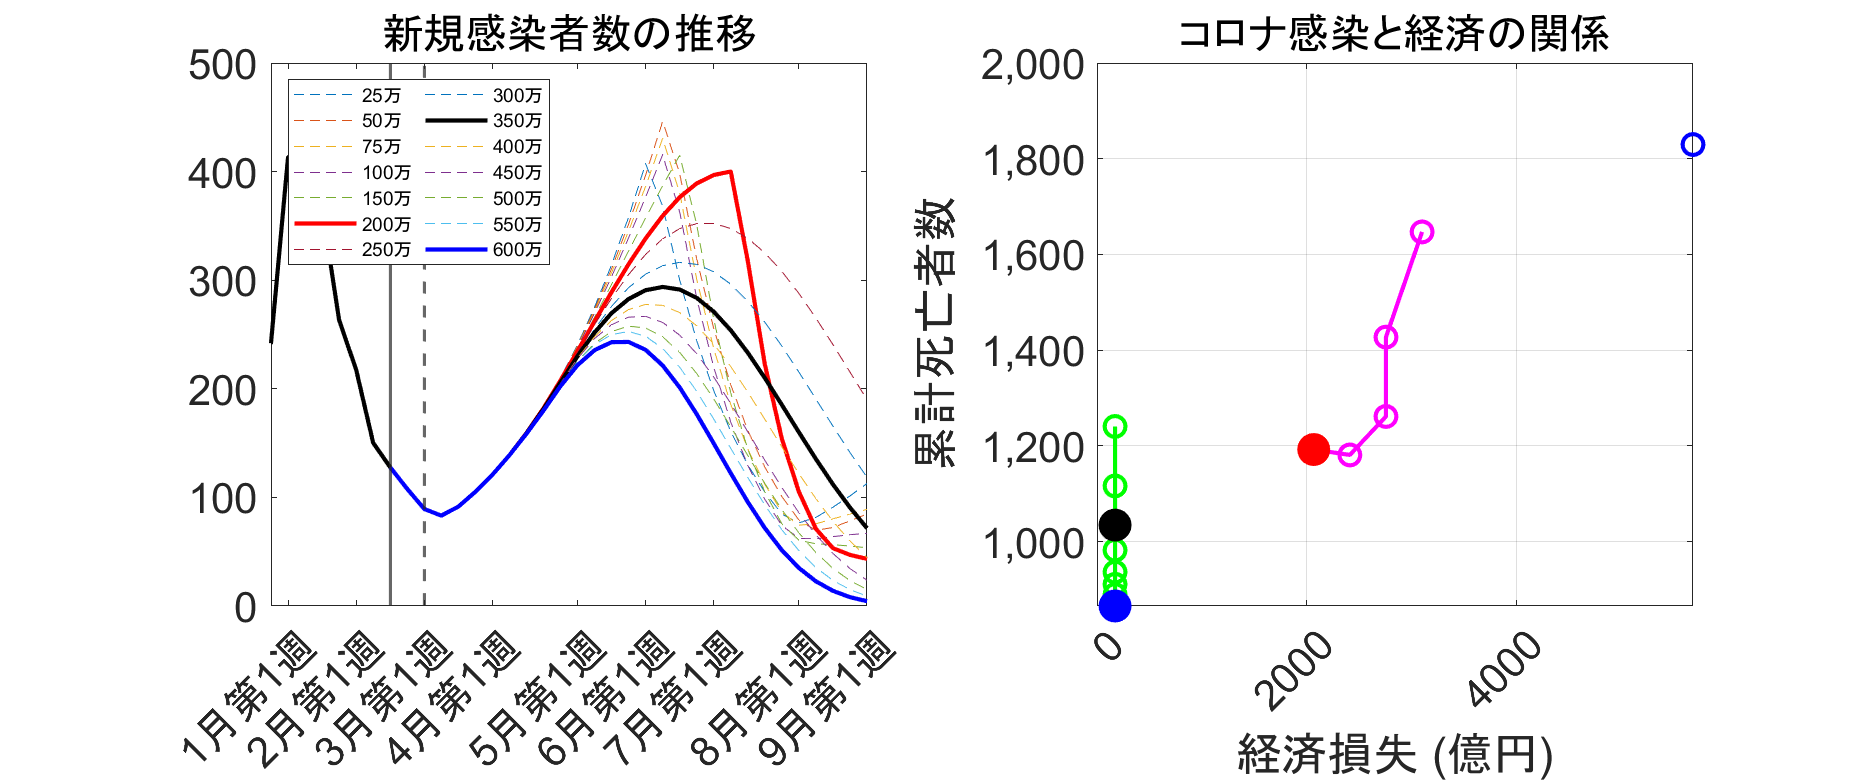 新規感染者数の推移
500
400
300
200
100
0
25万
50万
75万
100万
150万
200万
250万
300万
350万
400万
450万
500万
550万
600万
1月第1週
2月第1週
3月第1週
4月第1週
5月第1週
6月第1週
7月第1週
8月第1週
9月第1週
コロナ感染と経済の関係
累計死亡者数
2,000
1,800
1,600
1,400
1,200
1,000
0
2000
4000
経済損失 (億円)